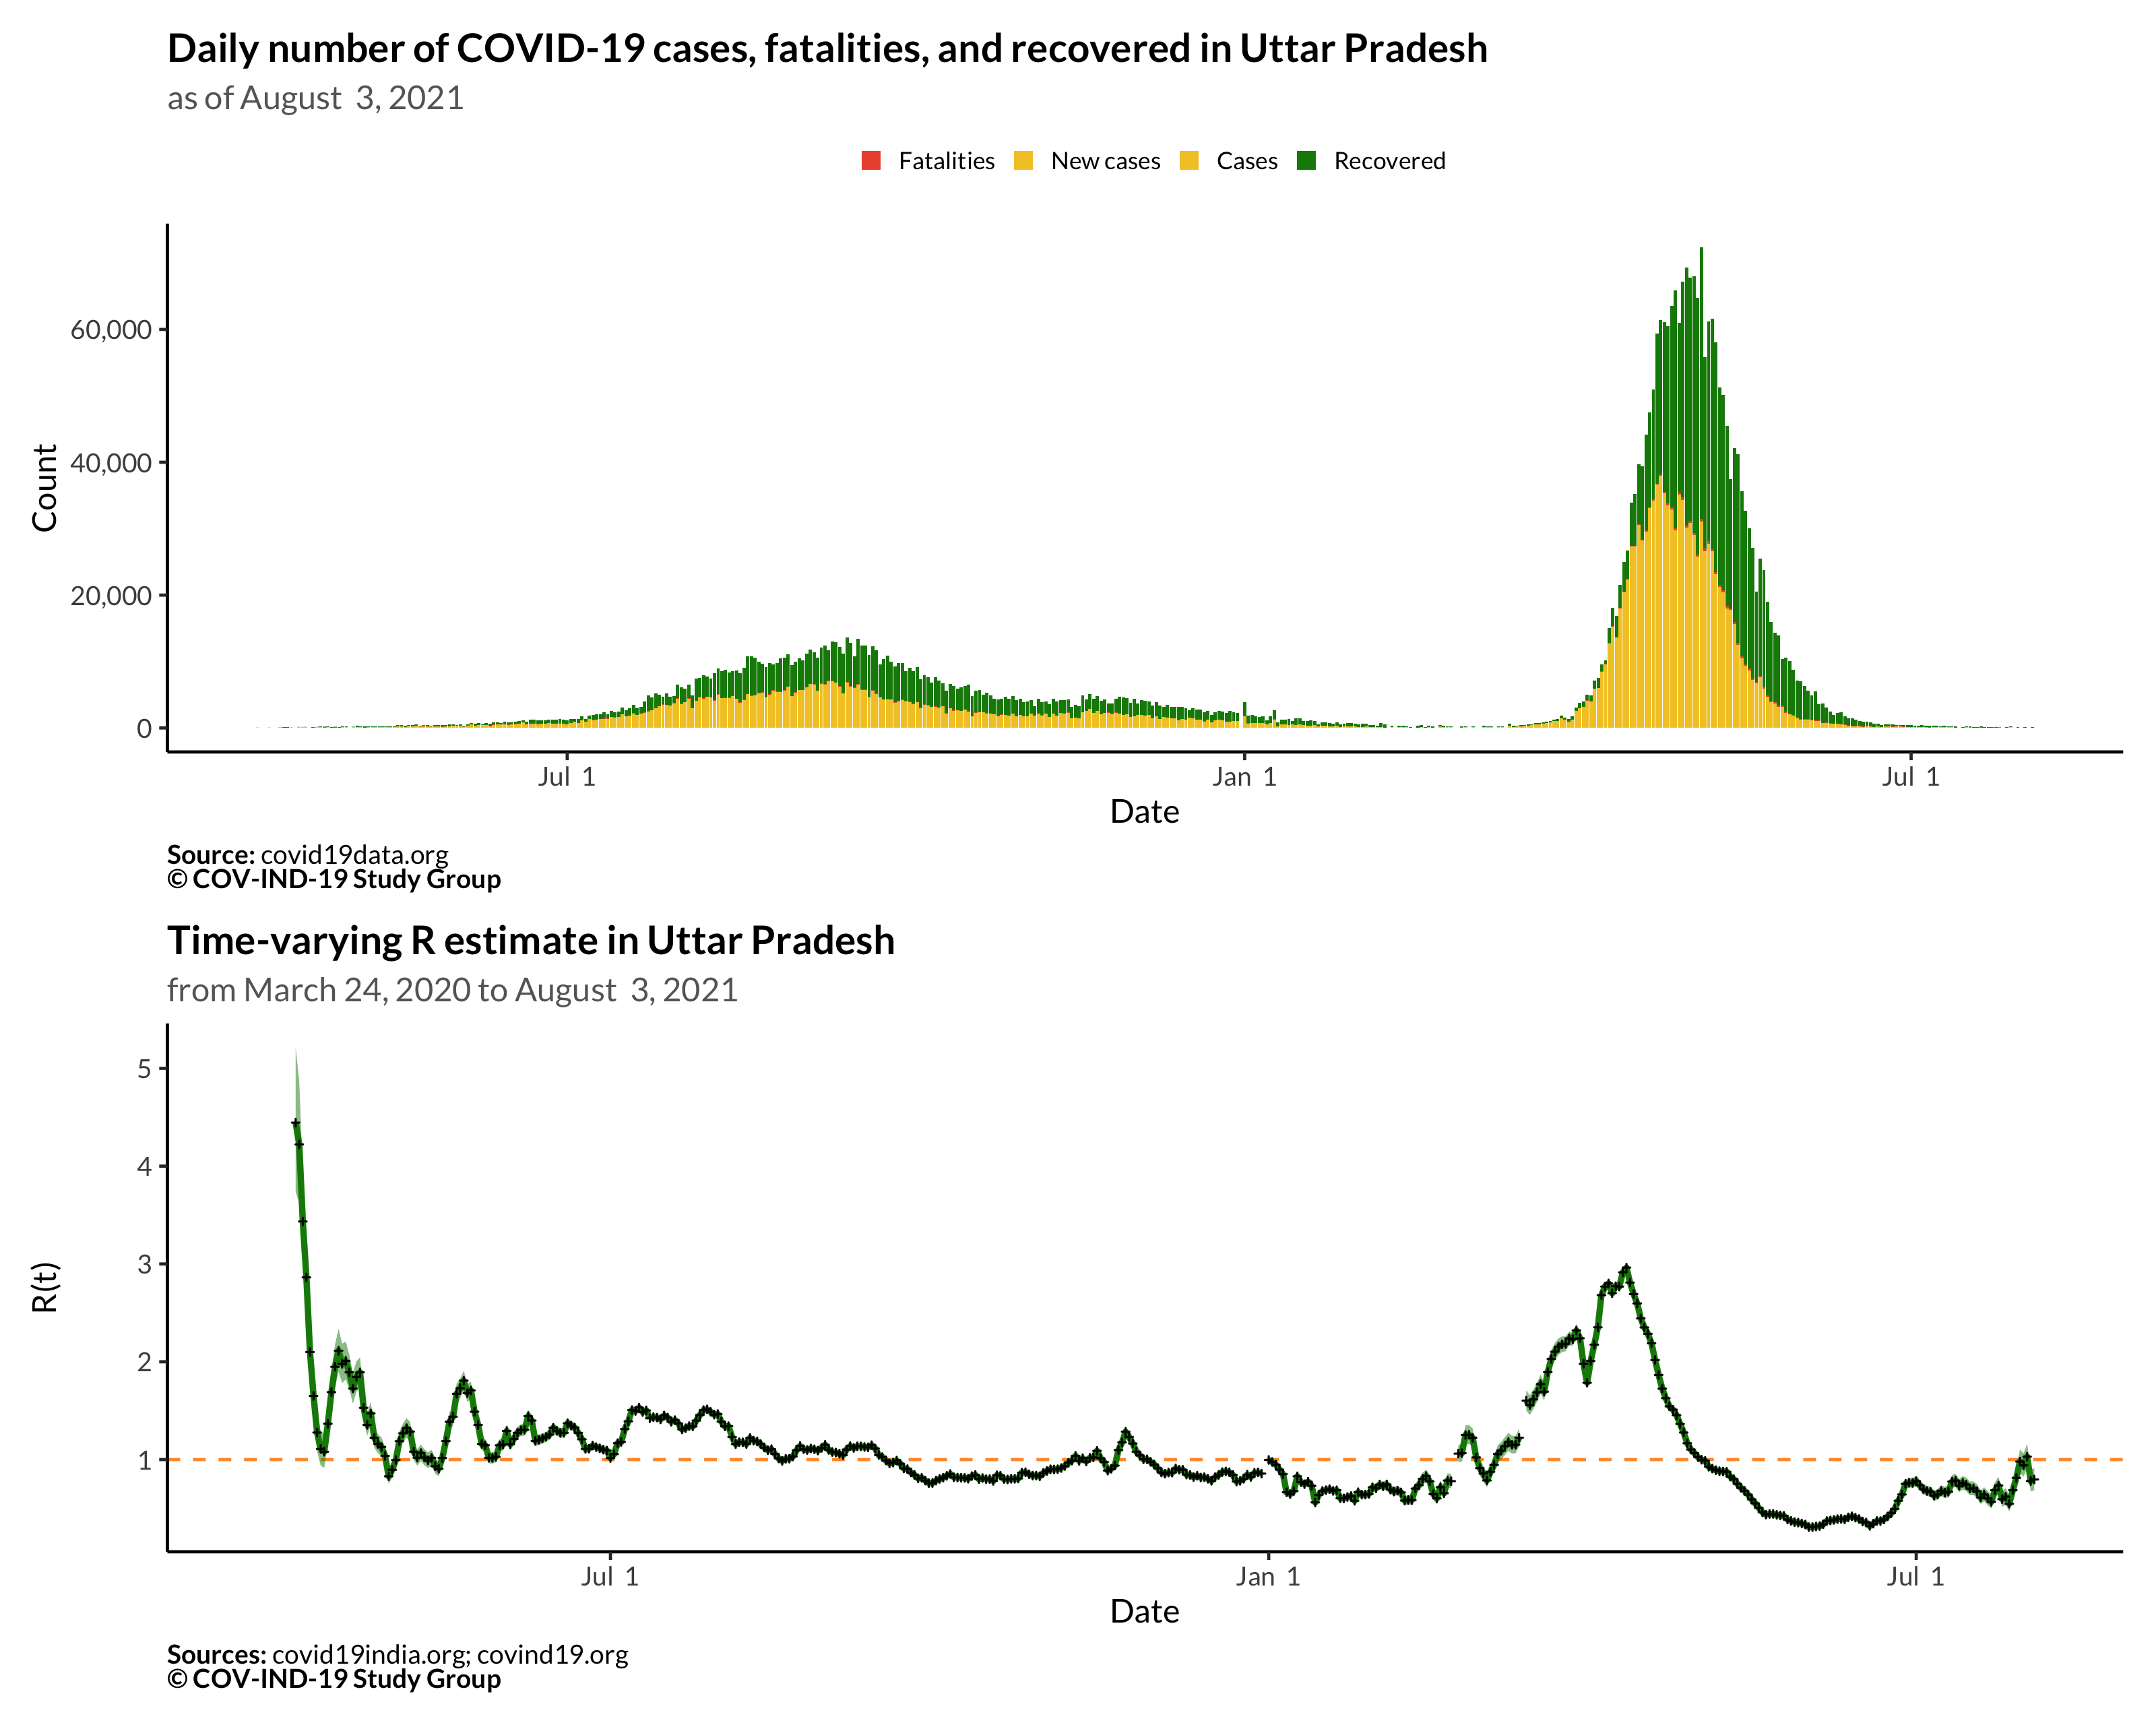 Daily number of COVID-19 cases, fatalities, and recovered in Uttar Pradesh
as of August  3, 2021
Fatalities New cases Cases Recovered
60,000
40,000
20,000
0
Count
Jul  1 Jan  1 Jul  1
Date
Source: covid19data.org
© COV-IND-19 Study Group
Time-varying R estimate in Uttar Pradesh
from March 24, 2020 to August  3, 2021
5
4
3
2
1
R(t)
Jul  1 Jan  1 Jul  1
Date
Sources: covid19india.org; covind19.org
© COV-IND-19 Study Group